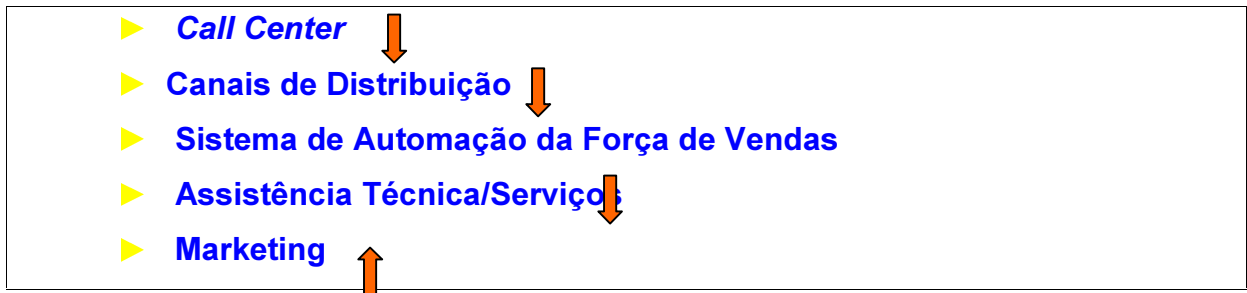 Call Center
Canais de Distribuição
Sistema de Automação da Força de Vendas
Assistência Técnica/Serviços
Marketing